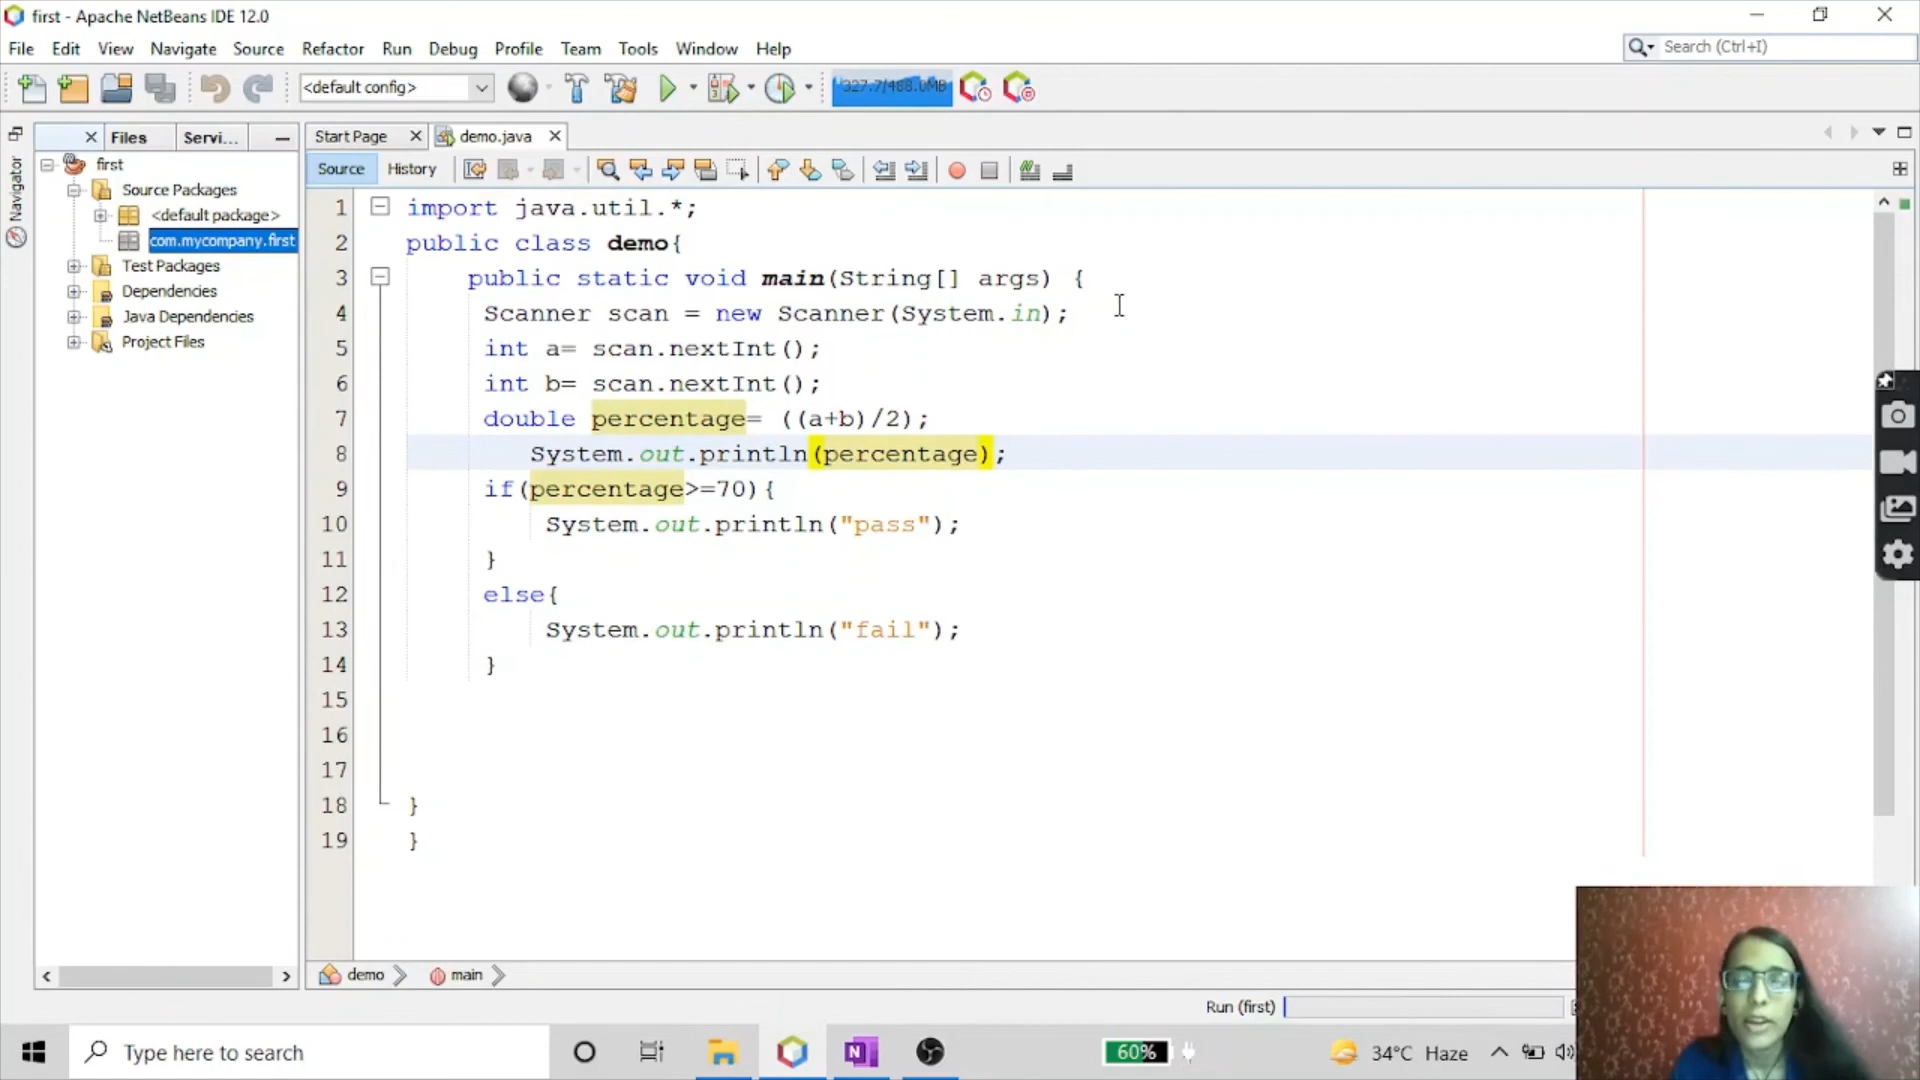 first - Apache NetBeans IDE 12.0
File Edit View Navigate Source Refactor Run Debug Profile Team Tools Window Help
Search (Ctrl+I)
<default config>
327.7/488.0MB
Files Servi...
Start Page demo.java
Navigator
Source History
first
Source Packages
<default package>
com.mycompany.first
Test Packages
Dependencies
Java Dependencies
Project Files
1 import java.util.*;
2 public class demo{
3 public static void main(String[] args) {
4 Scanner scan = new Scanner(System.in);
5 int a= scan.nextInt();
6 int b= scan.nextInt();
7 double percentage= ((a+b)/2);
8 System.out.println(percentage);
9 if(percentage>=70){
10 System.out.println("pass");
11 }
12 else{
13 System.out.println("fail");
14 }
15
16
17
18 }
19 }
demo main
Run (first)
Type here to search
N
60%
34°C Haze